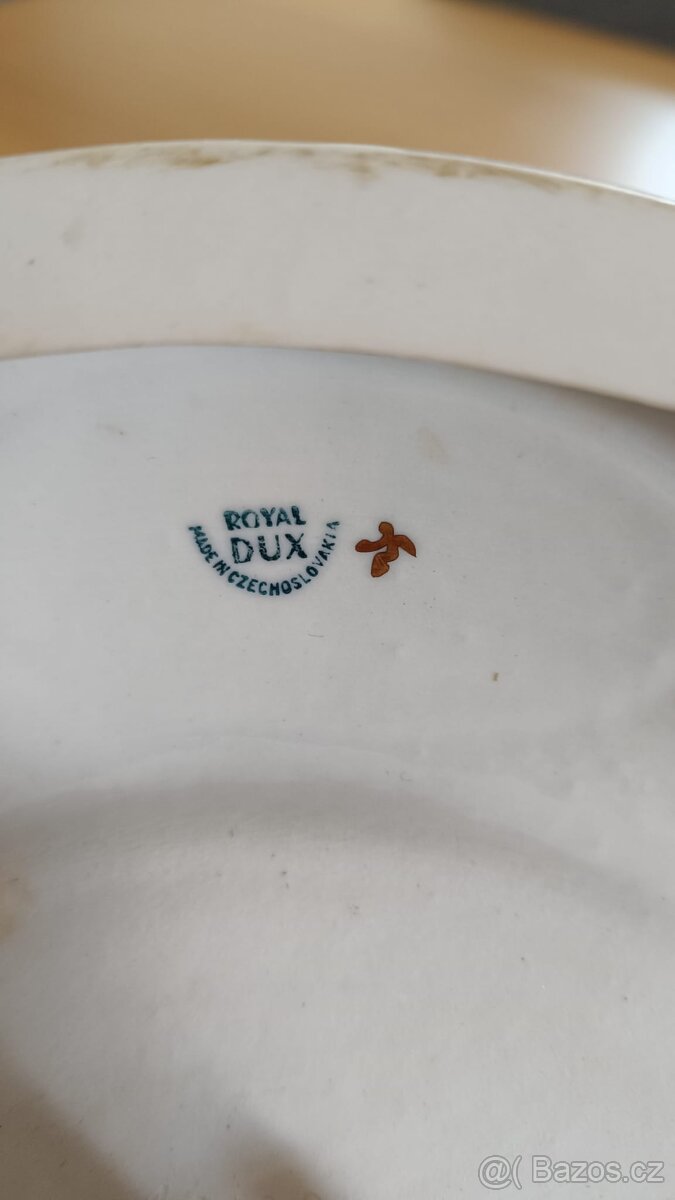 ROYAL
DUX
MADE IN CZECHOSLOVAKIA
@( Bazos.cz